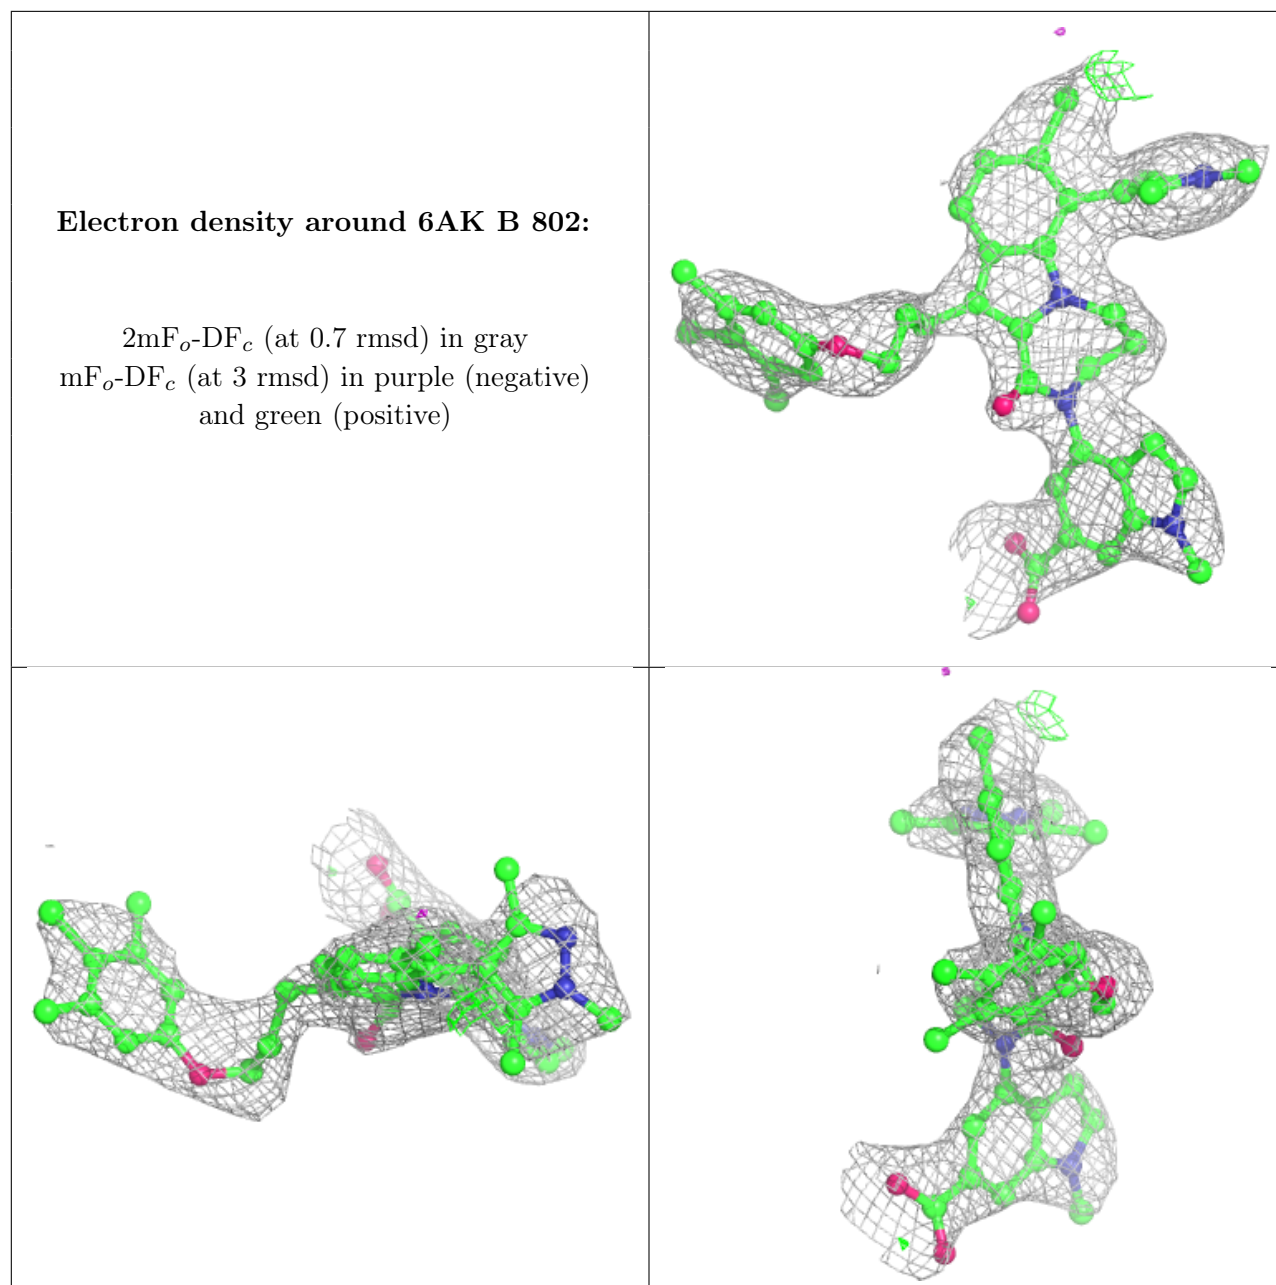 Electron density around 6AK B 802:
2mFo-DFc (at 0.7 rmsd) in gray
mFo-DFc (at 3 rmsd) in purple (negative)
and green (positive)